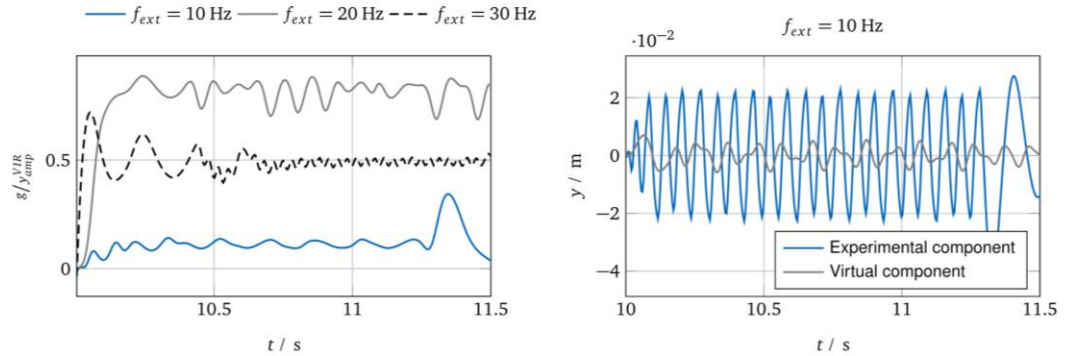 f_ext = 10 Hz f_ext = 20 Hz f_ext = 30 Hz
g/y_amp^VIR
0.5
0
10.5 11 11.5
t / s
f_ext = 10 Hz
·10⁻²
y / m
2
0
−2
−4
Experimental component
Virtual component
10 10.5 11 11.5
t / s